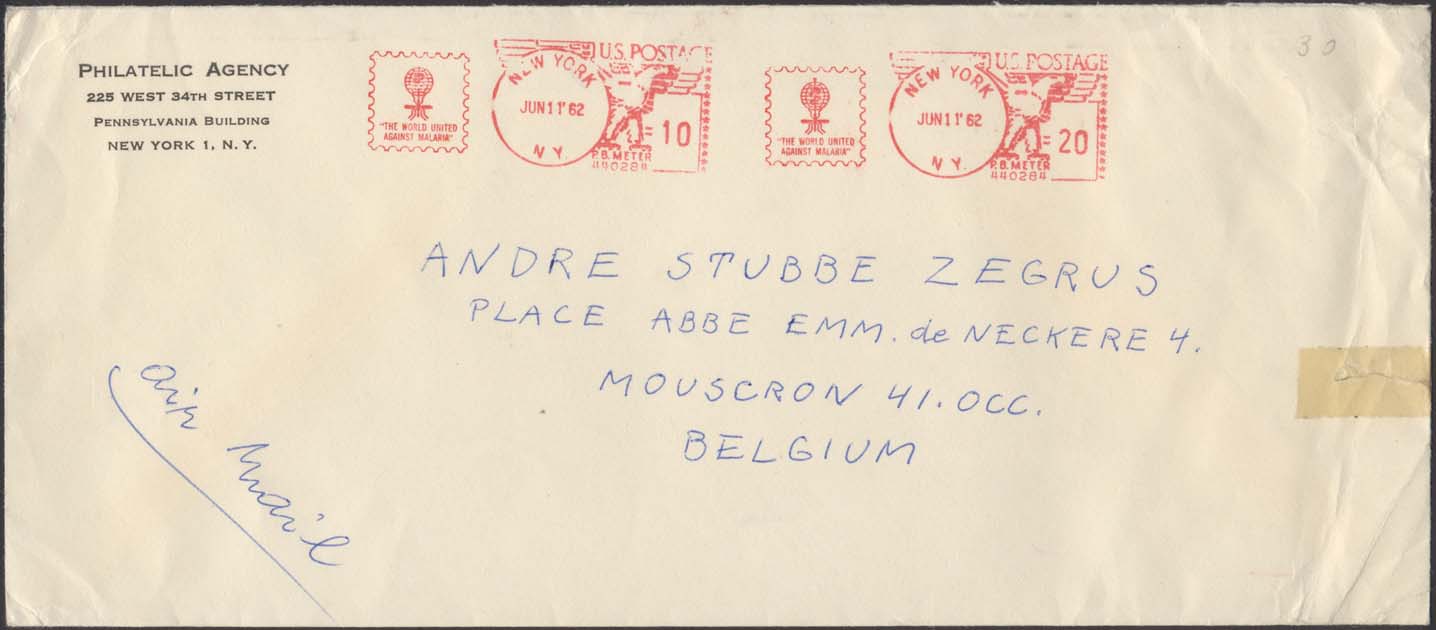 PHILATELIC AGENCY
225 WEST 34TH STREET
PENNSYLVANIA BUILDING
NEW YORK 1, N. Y.
"THE WORLD UNITED
AGAINST MALARIA"
NEW YORK
JUN 11 '62
N Y.
U.S. POSTAGE
10
P.B. METER
440284
"THE WORLD UNITED
AGAINST MALARIA"
NEW YORK
JUN 11 '62
N Y.
U.S. POSTAGE
20
P.B. METER
440284
30
ANDRE STUBBE ZEGRUS
PLACE ABBE EMM. de NECKERE 4.
MOUSCRON 41. OCC.
BELGIUM
air mail